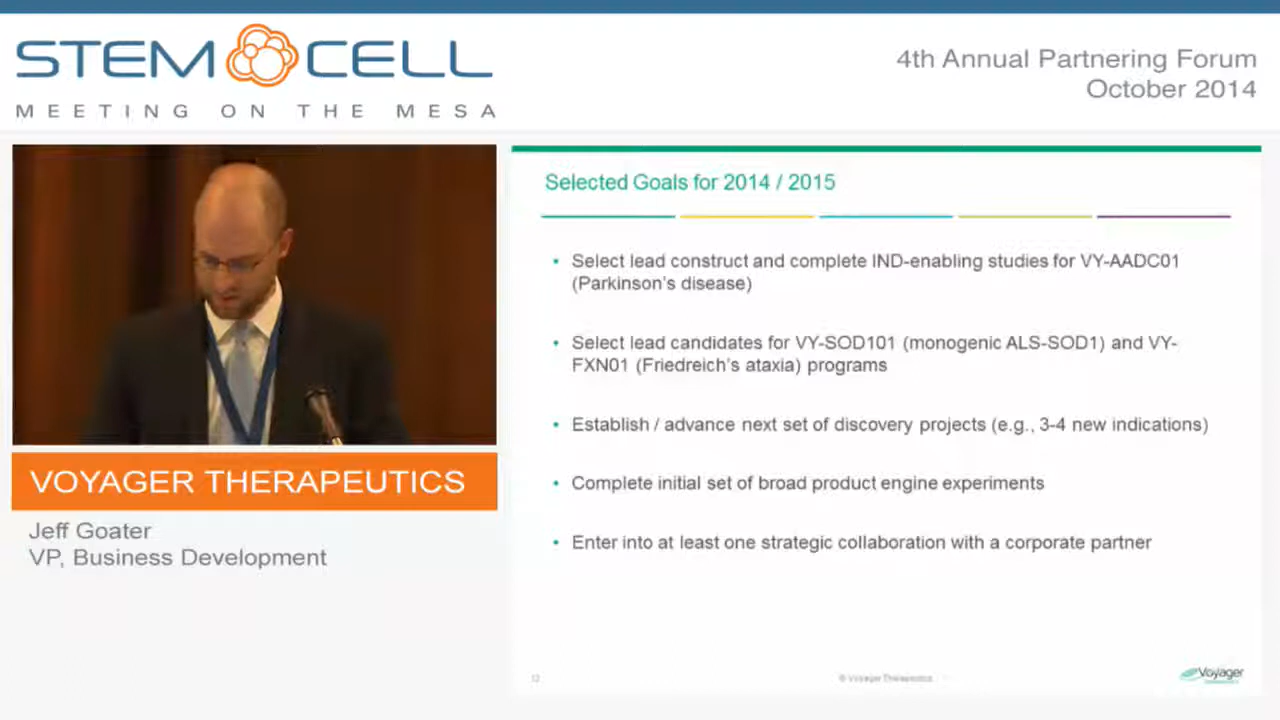 STEM CELL
MEETING ON THE MESA
4th Annual Partnering Forum
October 2014
Selected Goals for 2014 / 2015
• Select lead construct and complete IND-enabling studies for VY-AADC01
(Parkinson's disease)
• Select lead candidates for VY-SOD101 (monogenic ALS-SOD1) and VY-
FXN01 (Friedreich's ataxia) programs
• Establish / advance next set of discovery projects (e.g., 3-4 new indications)
• Complete initial set of broad product engine experiments
• Enter into at least one strategic collaboration with a corporate partner
12
© Voyager Therapeutics
Voyager
VOYAGER THERAPEUTICS
Jeff Goater
VP, Business Development